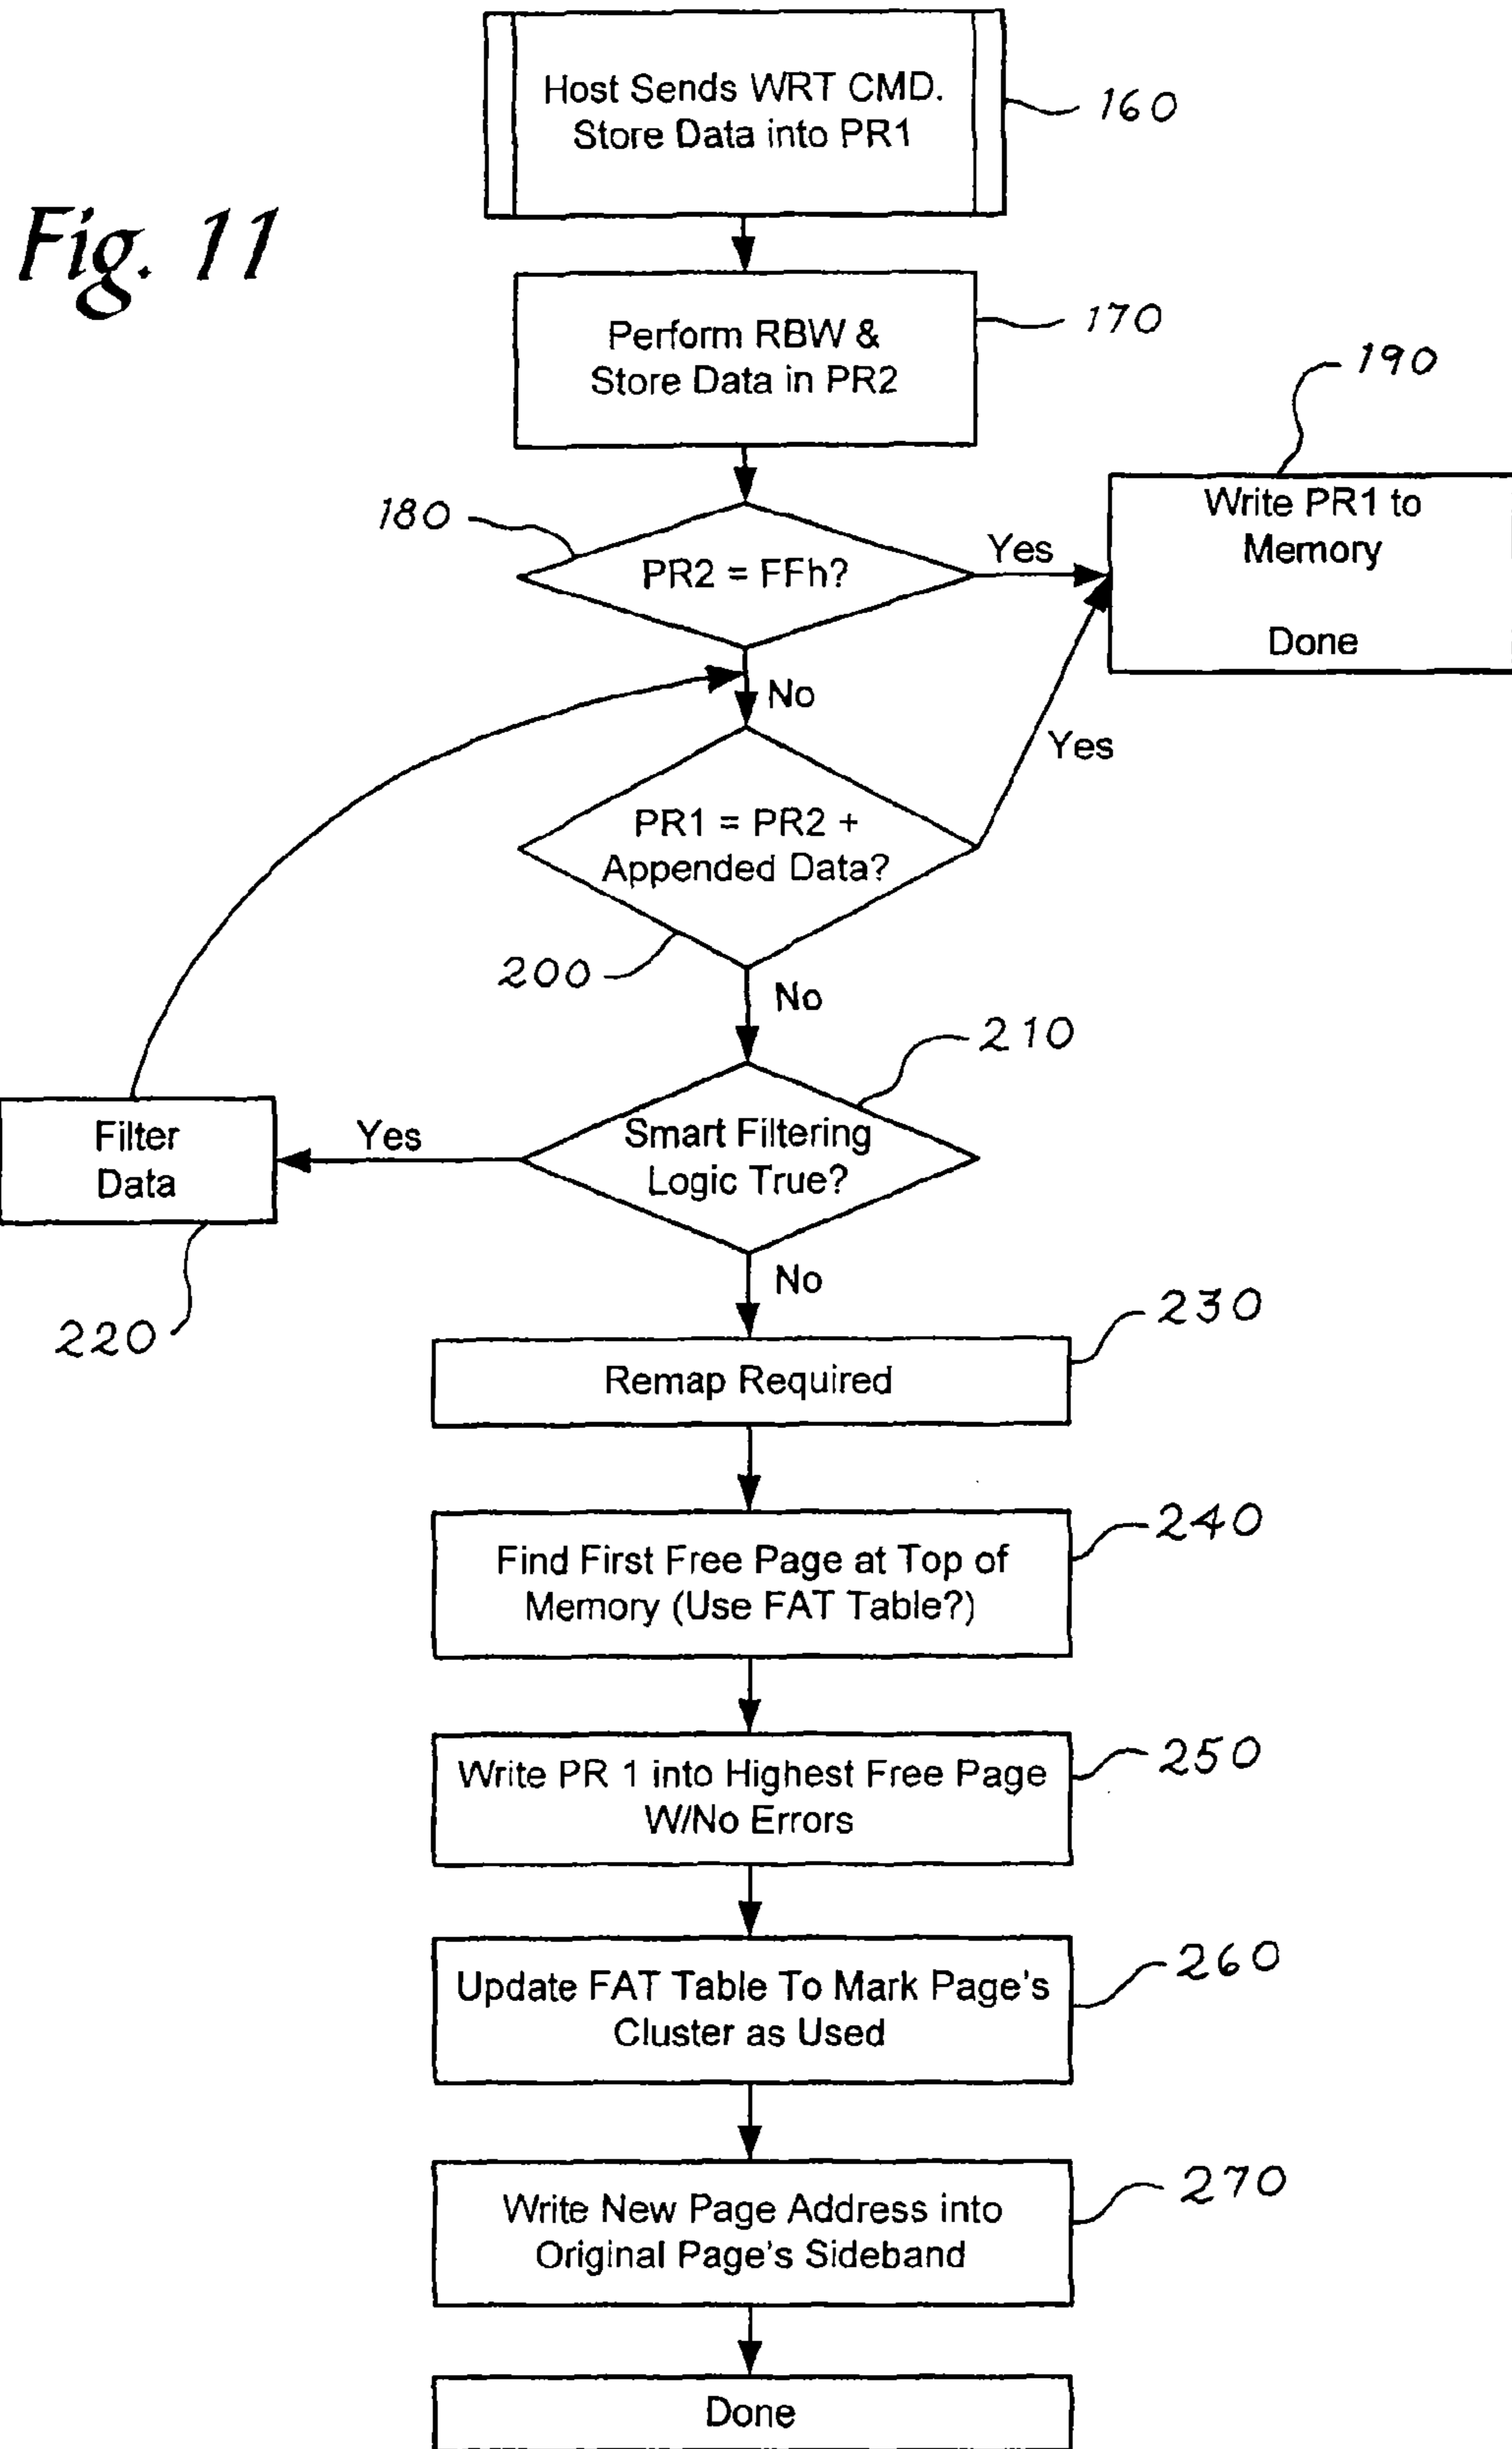 Host Sends WRT CMD.
Store Data into PR1
160
Fig. 11
Perform RBW &
Store Data in PR2
170
190
Write PR1 to
Memory
Done
180
PR2 = FFh?
Yes
No
PR1 = PR2 +
Appended Data?
Yes
200
No
210
Smart Filtering
Logic True?
Yes
Filter
Data
220
No
230
Remap Required
240
Find First Free Page at Top of
Memory (Use FAT Table?)
250
Write PR 1 into Highest Free Page
W/No Errors
260
Update FAT Table To Mark Page's
Cluster as Used
270
Write New Page Address into
Original Page's Sideband
Done